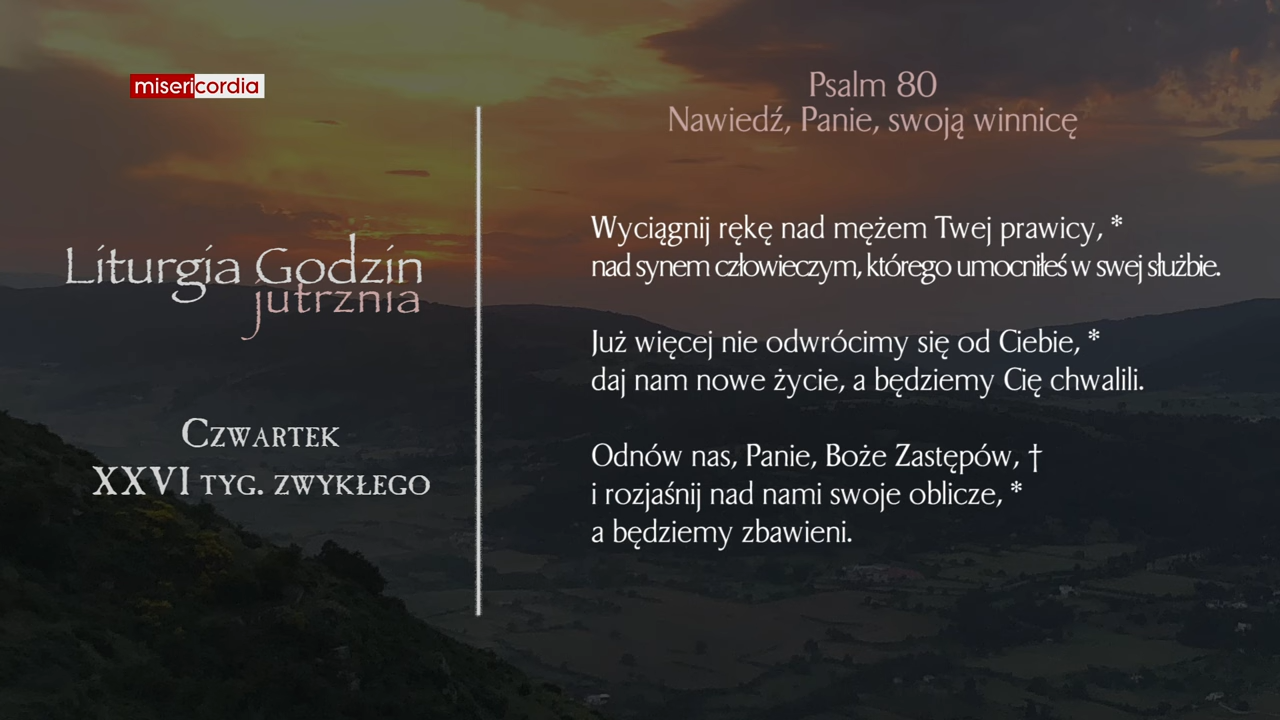 misericordia
Liturgia Godzin
jutrznia
Czwartek
XXVI tyg. zwykłego
Psalm 80
Nawiedź, Panie, swoją winnicę
Wyciągnij rękę nad mężem Twej prawicy, *
nad synem człowieczym, którego umocniłeś w swej służbie.
Już więcej nie odwrócimy się od Ciebie, *
daj nam nowe życie, a będziemy Cię chwalili.
Odnów nas, Panie, Boże Zastępów, †
i rozjaśnij nad nami swoje oblicze, *
a będziemy zbawieni.